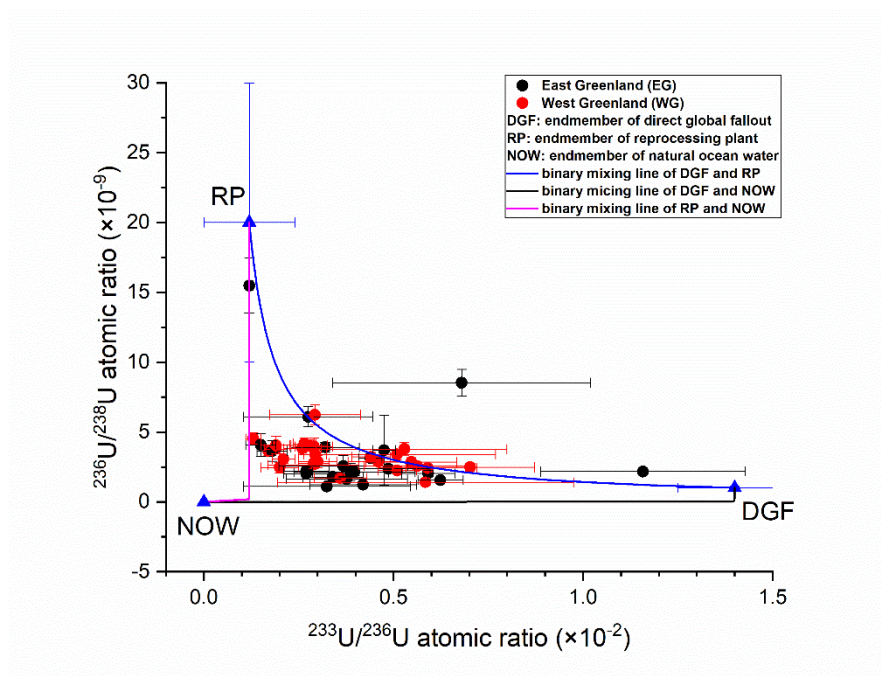 30
25
20
15
10
5
0
-5
²³⁶U/²³⁸U atomic ratio (×10⁻⁹)
East Greenland (EG)
West Greenland (WG)
DGF: endmember of direct global fallout
RP: endmember of reprocessing plant
NOW: endmember of natural ocean water
binary mixing line of DGF and RP
binary micing line of DGF and NOW
binary mixing line of RP and NOW
RP
NOW
DGF
0.0 0.5 1.0 1.5
²³³U/²³⁶U atomic ratio (×10⁻²)